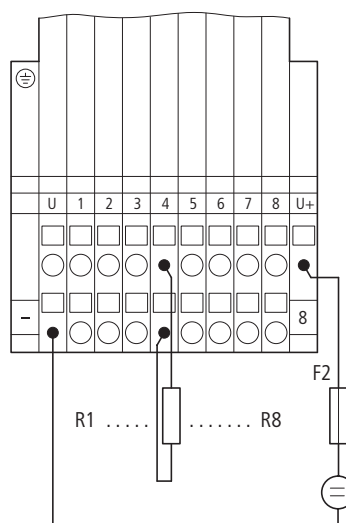 U 1 2 3 4 5 6 7 8 U+
– 8
F2
R1 ..... ....... R8